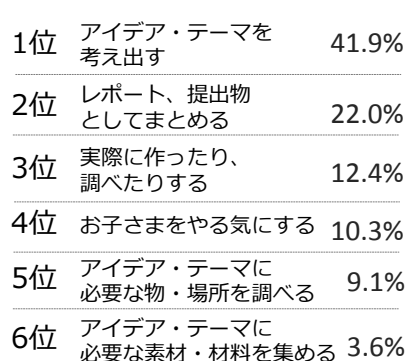 1位 アイデア・テーマを
考え出す 41.9%
2位 レポート、提出物
としてまとめる 22.0%
3位 実際に作ったり、
調べたりする 12.4%
4位 お子さまをやる気にする 10.3%
5位 アイデア・テーマに
必要な物・場所を調べる 9.1%
6位 アイデア・テーマに
必要な素材・材料を集める 3.6%